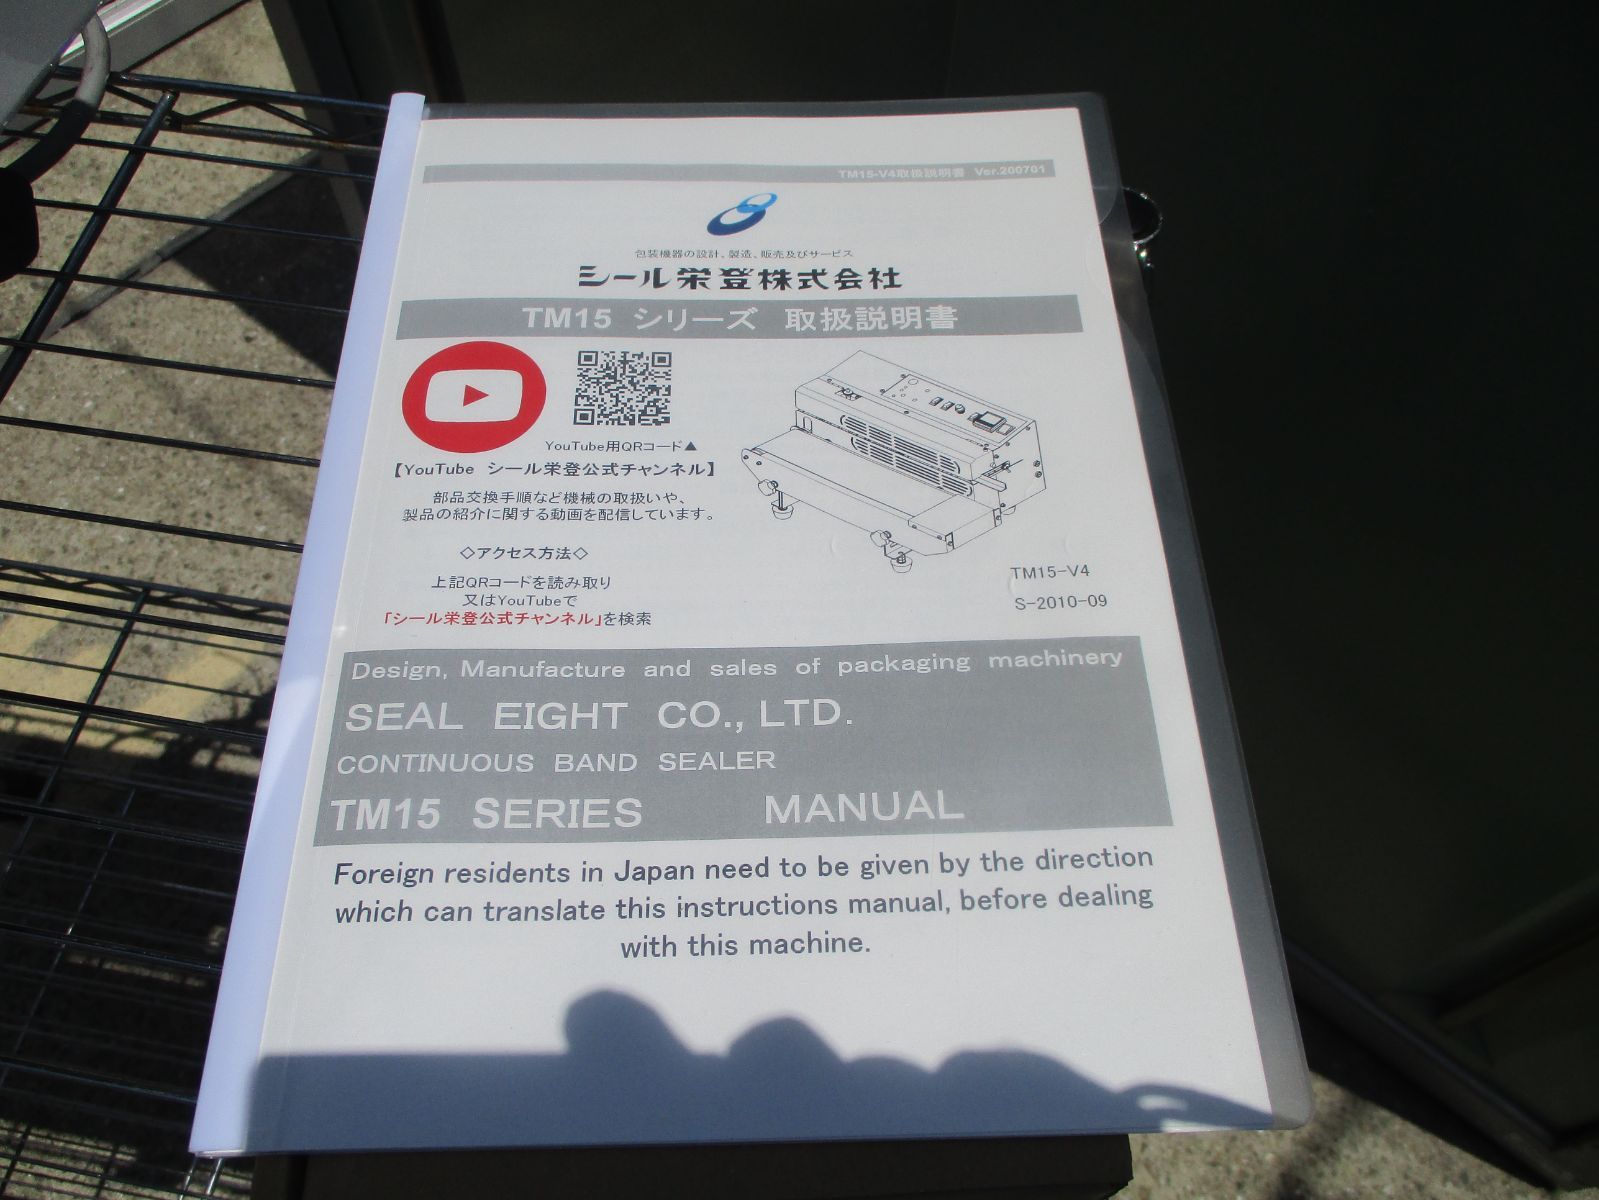 TM15-V4取扱説明書 Ver.200701
包装機器の設計、製造、販売及びサービス
シール栄登株式会社
TM15 シリーズ 取扱説明書
YouTube用QRコード▲
【YouTube シール栄登公式チャンネル】
部品交換手順など機械の取扱いや、
製品の紹介に関する動画を配信しています。
◇アクセス方法◇
上記QRコードを読み取り
又はYouTubeで
「シール栄登公式チャンネル」を検索
TM15-V4
S-2010-09
Design, Manufacture and sales of packaging machinery
SEAL EIGHT CO., LTD.
CONTINUOUS BAND SEALER
TM15 SERIES MANUAL
Foreign residents in Japan need to be given by the direction
which can translate this instructions manual, before dealing
with this machine.